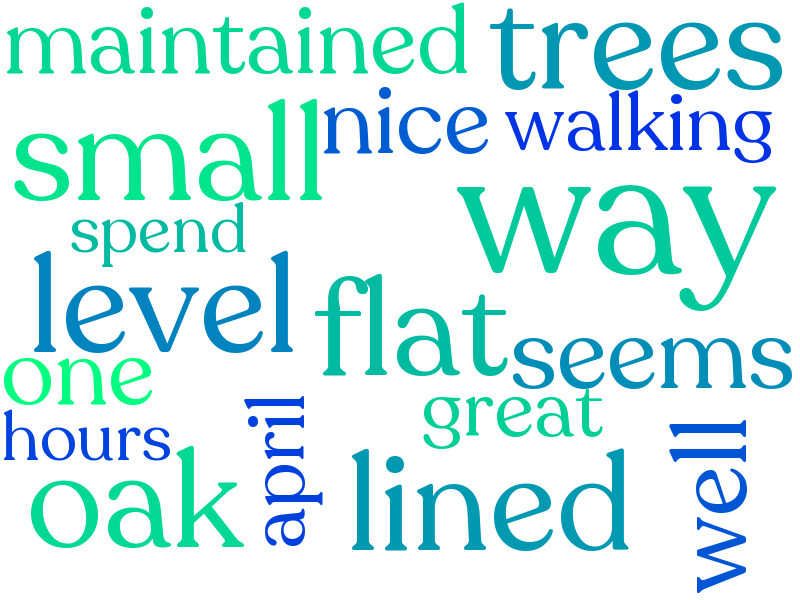 maintained trees
small nice walking
way
spend
level flat
seems
one
great
hours
april
well
oak lined